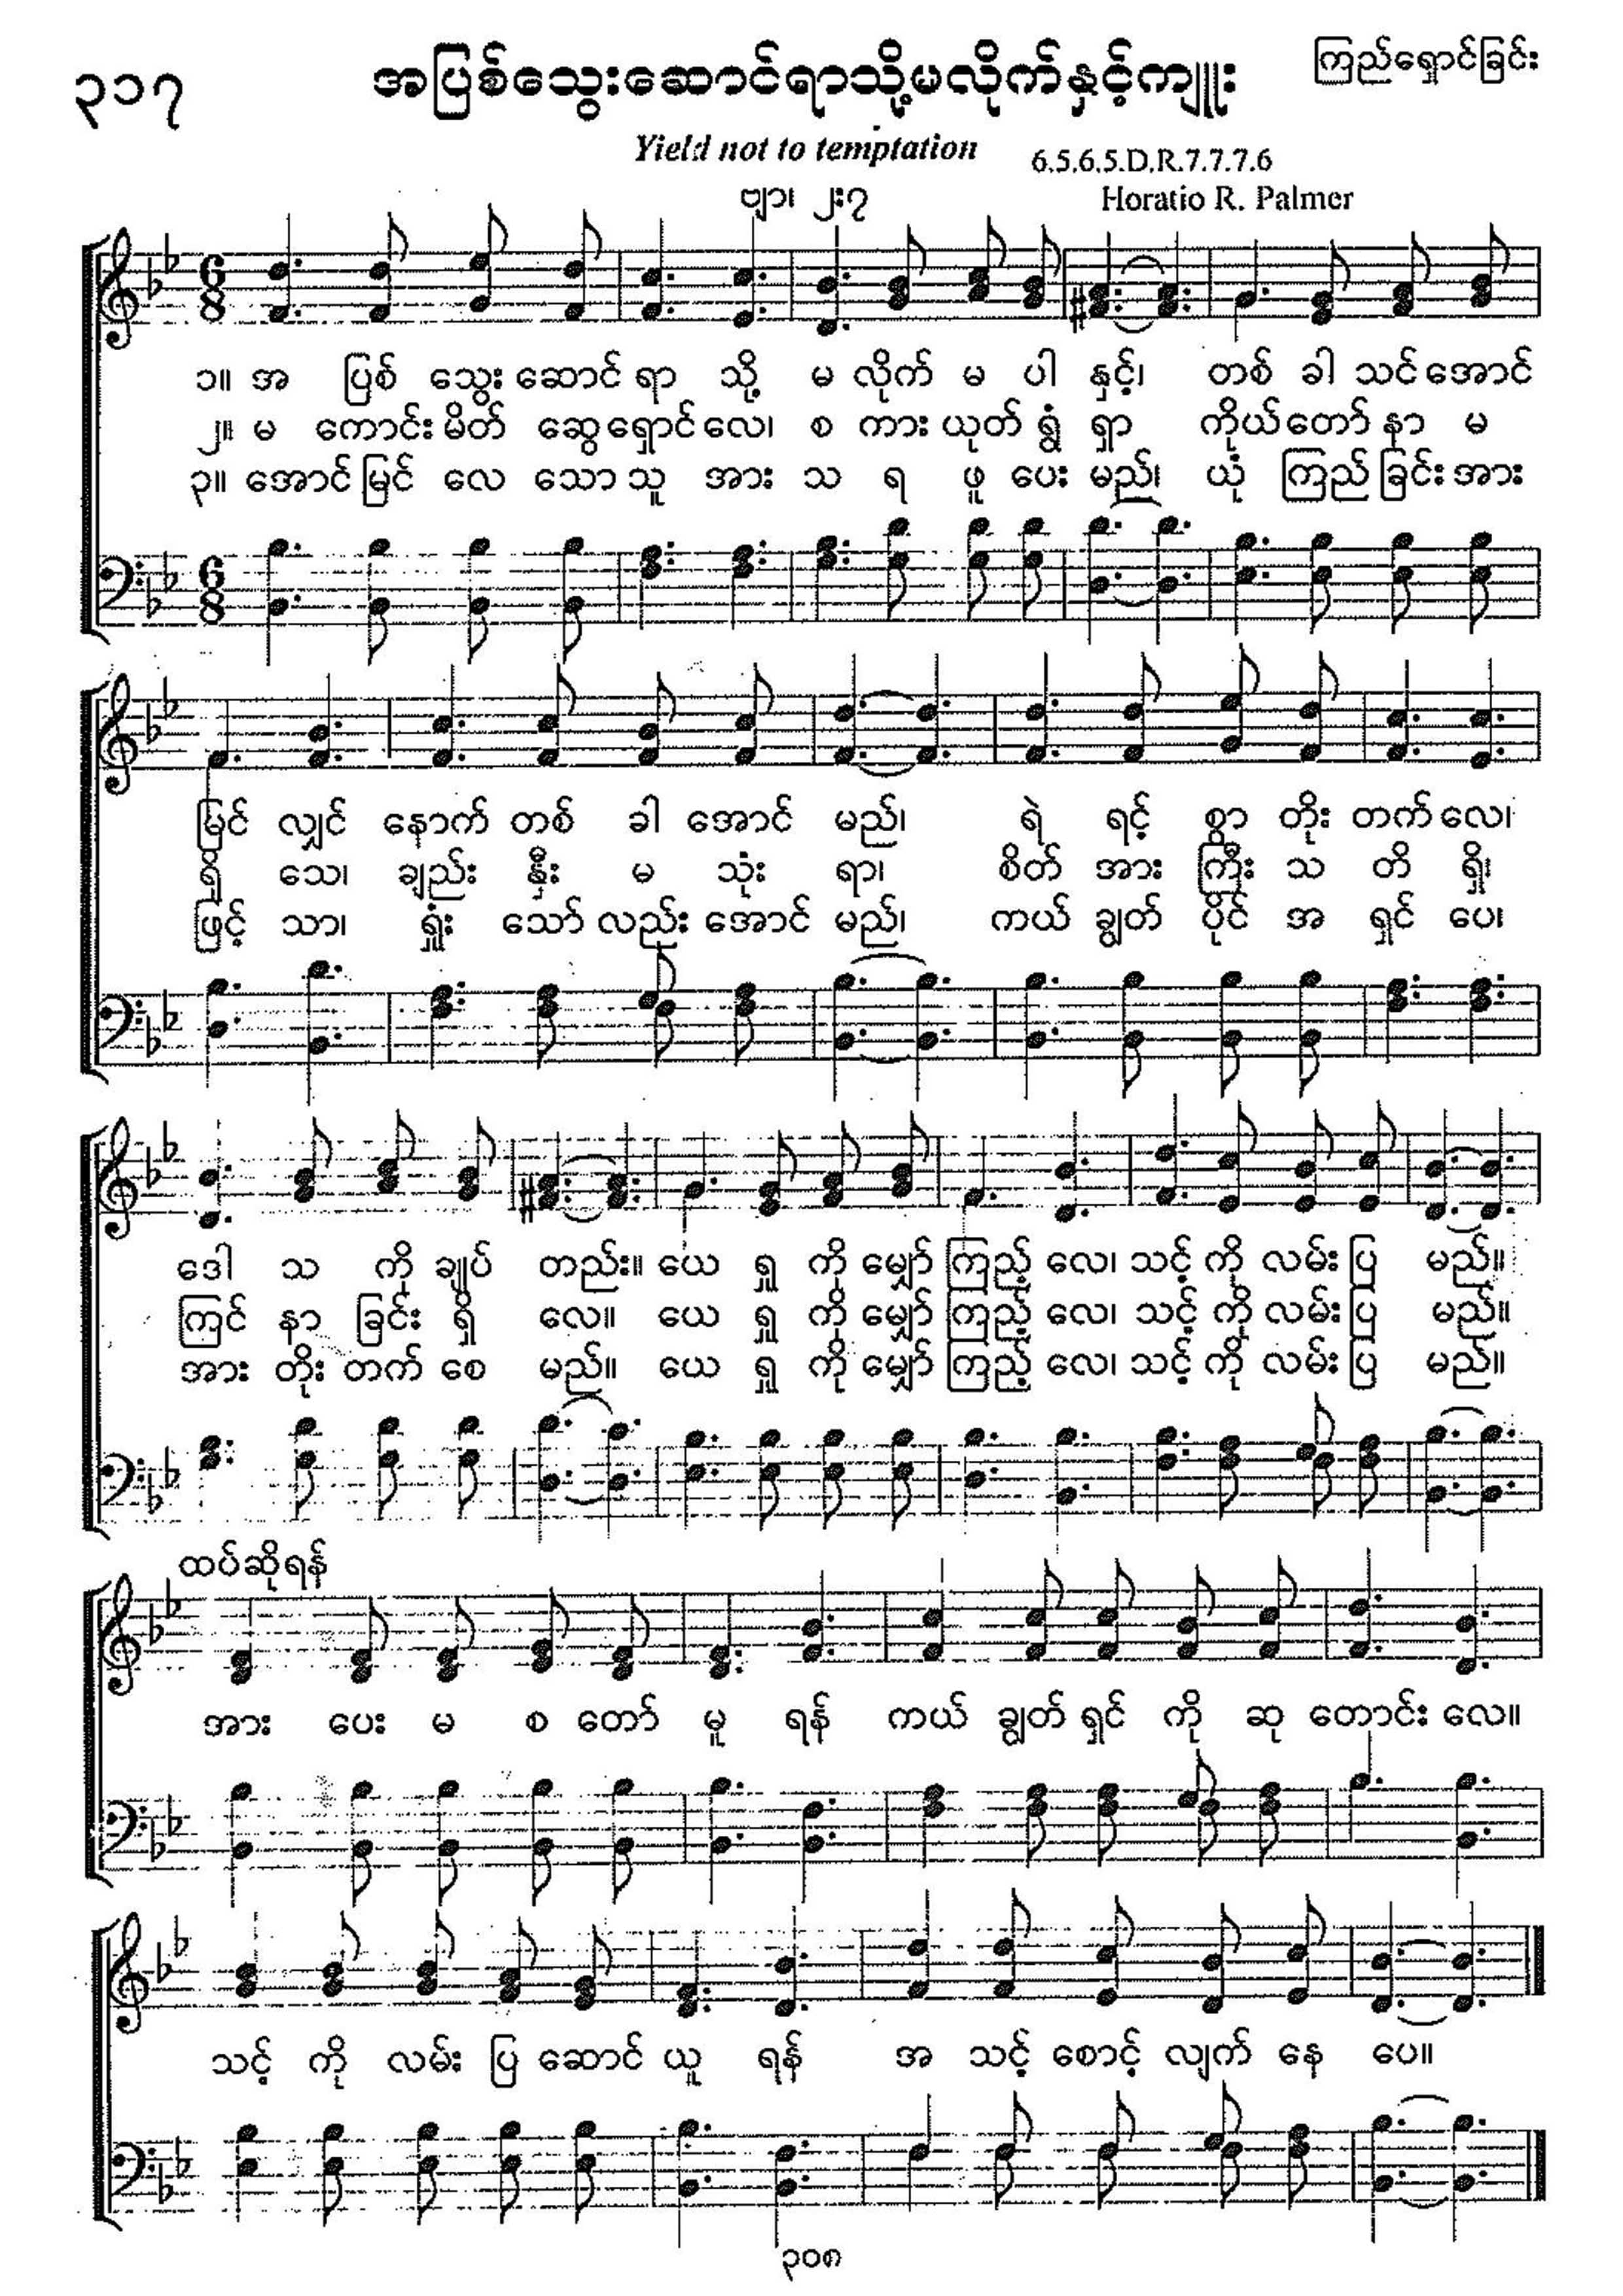 ၃၁၇
အပြစ်သွေးဆောင်ရာသို့မလိုက်နှင့်ကျူး
ကြည်ရှောင်ခြင်း
Yield not to temptation
6.5.6.5.D.R.7.7.7.6
ဗျာ၊ ၂း၇
Horatio R. Palmer
6 8
၁။ အ ပြစ် သွေး ဆောင် ရာ သို့ မ လိုက် မ ပါ နှင့်၊ တစ် ခါ သင် အောင်
၂။ မ ကောင်း မိတ် ဆွေ ရှောင် လေ၊ စ ကား ယုတ် ရွံ ရှာ ကိုယ် တော် နာ မ
၃။ အောင် မြင် လေ သော သူ အား သ ရ ဖူ ပေး မည်၊ ယုံ ကြည် ခြင်း အား
6 8
မြင် လျှင် နောက် တစ် ခါ အောင် မည်၊ ရဲ ရင့် စွာ တိုး တက် လေ၊
ရှိ သေ၊ ချည်း နှီး မ သုံး ရာ၊ စိတ် အား ကြီး သ တိ ရှိ၊
ဖြင့် သာ၊ ရှုံး သော် လည်း အောင် မည်၊ ကယ် ချွတ် ပိုင် အ ရှင် ပေ၊
ဒေါ သ ကို ချုပ် တည်း။ ယေ ရှု ကို မျှော် ကြည့် လေ၊ သင့် ကို လမ်း ပြ မည်။
ကြင် နာ ခြင်း ရှိ လေ။ ယေ ရှု ကို မျှော် ကြည့် လေ၊ သင့် ကို လမ်း ပြ မည်။
အား တိုး တက် စေ မည်။ ယေ ရှု ကို မျှော် ကြည့် လေ၊ သင့် ကို လမ်း ပြ မည်။
ထပ်ဆိုရန်
အား ပေး မ စ တော် မူ ရန် ကယ် ချွတ် ရှင် ကို ဆု တောင်း လေ။
သင့် ကို လမ်း ပြ ဆောင် ယူ ရန် အ သင့် စောင့် လျက် နေ ပေ။
၃၀၈